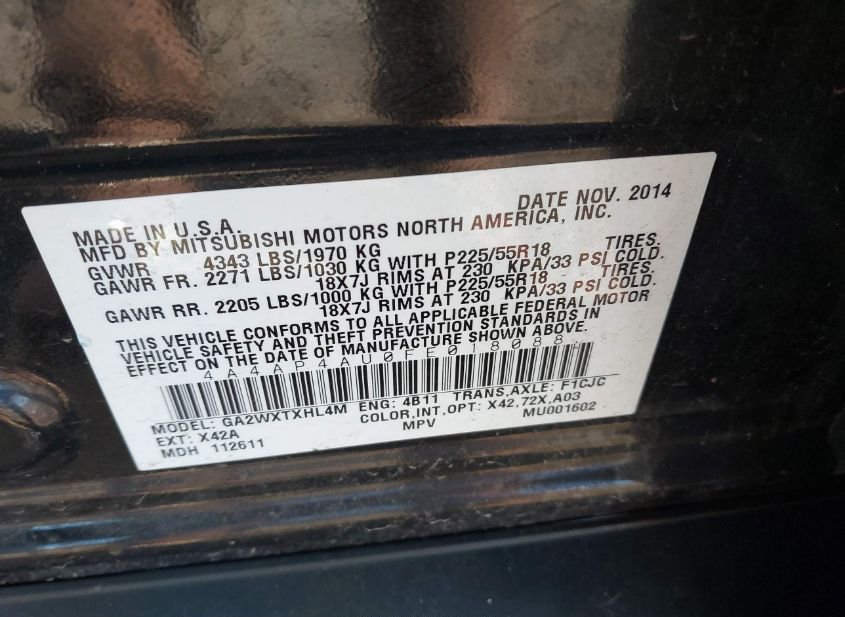 DATE NOV. 2014
MADE IN U.S.A.
MFD BY MITSUBISHI MOTORS NORTH AMERICA, INC.
GVWR 4343 LBS/1970 KG
GAWR FR. 2271 LBS/1030 KG WITH P225/55R18 TIRES.
18X7J RIMS AT 230 KPA/33 PSI COLD.
GAWR RR. 2205 LBS/1000 KG WITH P225/55R18 TIRES.
18X7J RIMS AT 230 KPA/33 PSI COLD.
THIS VEHICLE CONFORMS TO ALL APPLICABLE FEDERAL MOTOR
VEHICLE SAFETY AND THEFT PREVENTION STANDARDS IN
EFFECT ON THE DATE OF MANUFACTURE SHOWN ABOVE.
MODEL: GA2WXTXHL4M ENG: 4B11 TRANS,AXLE: F1CJC
EXT: X42A COLOR,INT,OPT: X42,72X,A03
MDH 112611 MPV MU001602